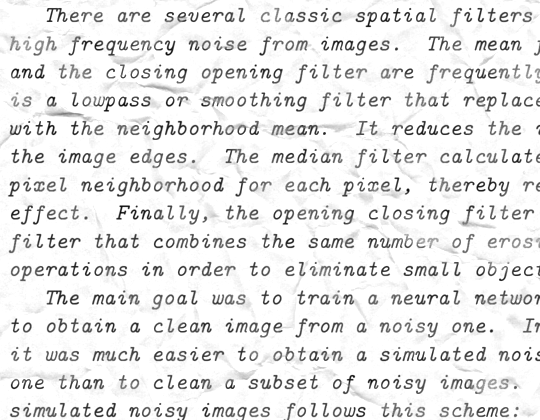 There are several classic spatial filters
high frequency noise from images. The mean
and the closing opening filter are frequently
is a lowpass or smoothing filter that replace
with the neighborhood mean. It reduces the
the image edges. The median filter calculate
pixel neighborhood for each pixel, thereby re
effect. Finally, the opening closing filter
filter that combines the same number of eros
operations in order to eliminate small objec
The main goal was to train a neural networ
to obtain a clean image from a noisy one. In
it was much easier to obtain a simulated nois
one than to clean a subset of noisy images.
simulated noisy images follows this scheme: